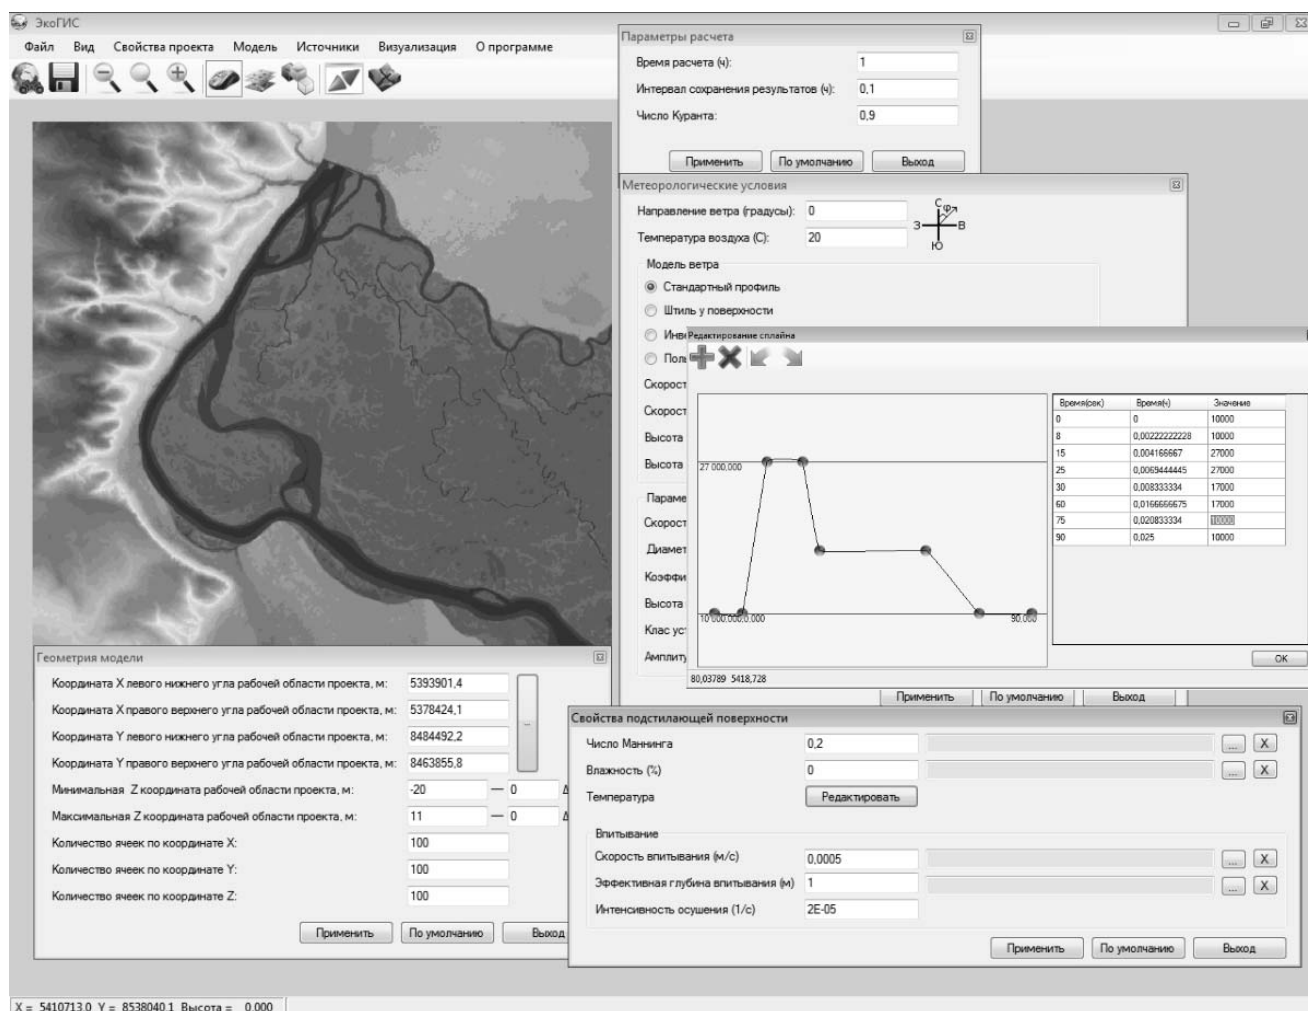 ЭкоГИС
Файл Вид Свойства проекта Модель Источники Визуализация О программе
Параметры расчета
Время расчета (ч): 1
Интервал сохранения результатов (ч): 0,1
Число Куранта: 0,9
Применить По умолчанию Выход
Метеорологические условия
Направление ветра (градусы): 0
Температура воздуха (С): 20
С φ
З В
Ю
Модель ветра
Стандартный профиль
Штиль у поверхности
Инве
Поль
Скорост
Скорост
Высота
Высота
Параме
Скорост
Диамет
Коэффи
Высота
Клас ус
Амплиту
Применить По умолчанию Выход
Редактирование сплайна
Время(сек) Время(ч) Значение
0 0 10000
8 0,00222222228 10000
15 0,004166667 27000
25 0,0069444445 27000
30 0,008333334 17000
60 0,0166666675 17000
75 0,020833334 10000
90 0,025 10000
27 000,000
10 000,000,0,000 90,000
OK
80,03789 5418,728
Геометрия модели
Координата X левого нижнего угла рабочей области проекта, м: 5393901,4
Координата X правого верхнего угла рабочей области проекта, м: 5378424,1
Координата Y левого нижнего угла рабочей области проекта, м: 8484492,2
Координата Y правого верхнего угла рабочей области проекта, м: 8463855,8
...
Минимальная Z координата рабочей области проекта, м: -20 — 0 Δ
Максимальная Z координата рабочей области проекта, м: 11 — 0 Δ
Количество ячеек по координате X: 100
Количество ячеек по координате Y: 100
Количество ячеек по координате Z: 100
Применить По умолчанию Выход
Свойства подстилающей поверхности
Число Маннинга 0,2 ... X
Влажность (%) 0 ... X
Температура Редактировать
Впитывание
Скорость впитывания (м/с) 0,0005 ... X
Эффективная глубина впитывания (м) 1 ... X
Интенсивность осушения (1/с) 2E-05
Применить По умолчанию Выход
X = 5410713,0 Y = 8538040,1 Высота = 0,000